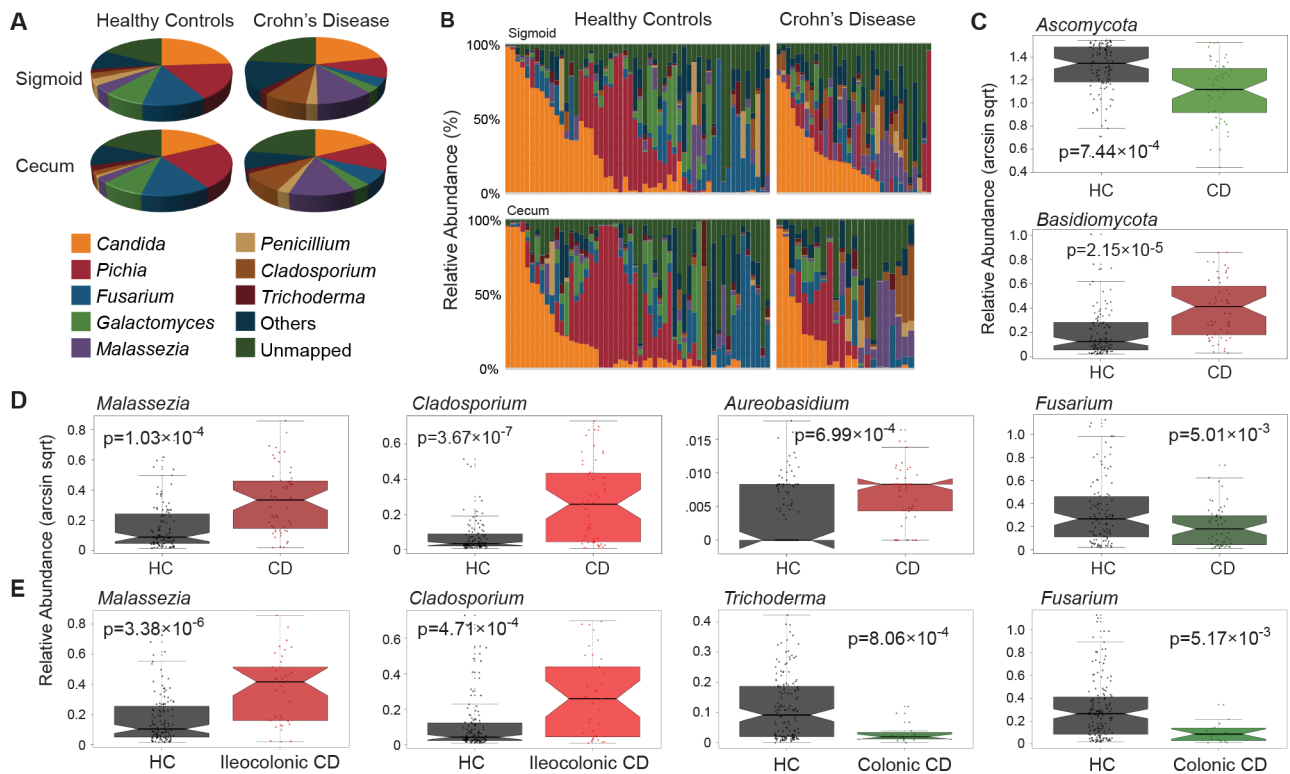 A
Healthy Controls
Crohn's Disease
Sigmoid
Cecum
Candida
Pichia
Fusarium
Galactomyces
Malassezia
Penicillium
Cladosporium
Trichoderma
Others
Unmapped
B
Healthy Controls
Crohn's Disease
Relative Abundance (%)
Sigmoid
100%
50%
0%
Cecum
100%
50%
0%
C
Relative Abundance (arcsin sqrt)
Ascomycota
1.4
1.2
1.0
0.8
0.6
0.4
p=7.44×10-4
HC
CD
Basidiomycota
1.0
0.8
0.6
0.4
0.2
0
p=2.15×10-5
HC
CD
D
Relative Abundance (arcsin sqrt)
Malassezia
0.8
0.6
0.4
0.2
0
p=1.03×10-4
HC
CD
Cladosporium
0.6
0.4
0.2
0
p=3.67×10-7
HC
CD
Aureobasidium
.015
.010
.005
0
p=6.99×10-4
HC
CD
Fusarium
1.0
0.8
0.6
0.4
0.2
0
p=5.01×10-3
HC
CD
E
Malassezia
0.8
0.6
0.4
0.2
0
p=3.38×10-6
HC
Ileocolonic CD
Cladosporium
0.6
0.4
0.2
0
p=4.71×10-4
HC
Ileocolonic CD
Trichoderma
0.4
0.3
0.2
0.1
0
p=8.06×10-4
HC
Colonic CD
Fusarium
1.0
0.8
0.6
0.4
0.2
0
p=5.17×10-3
HC
Colonic CD